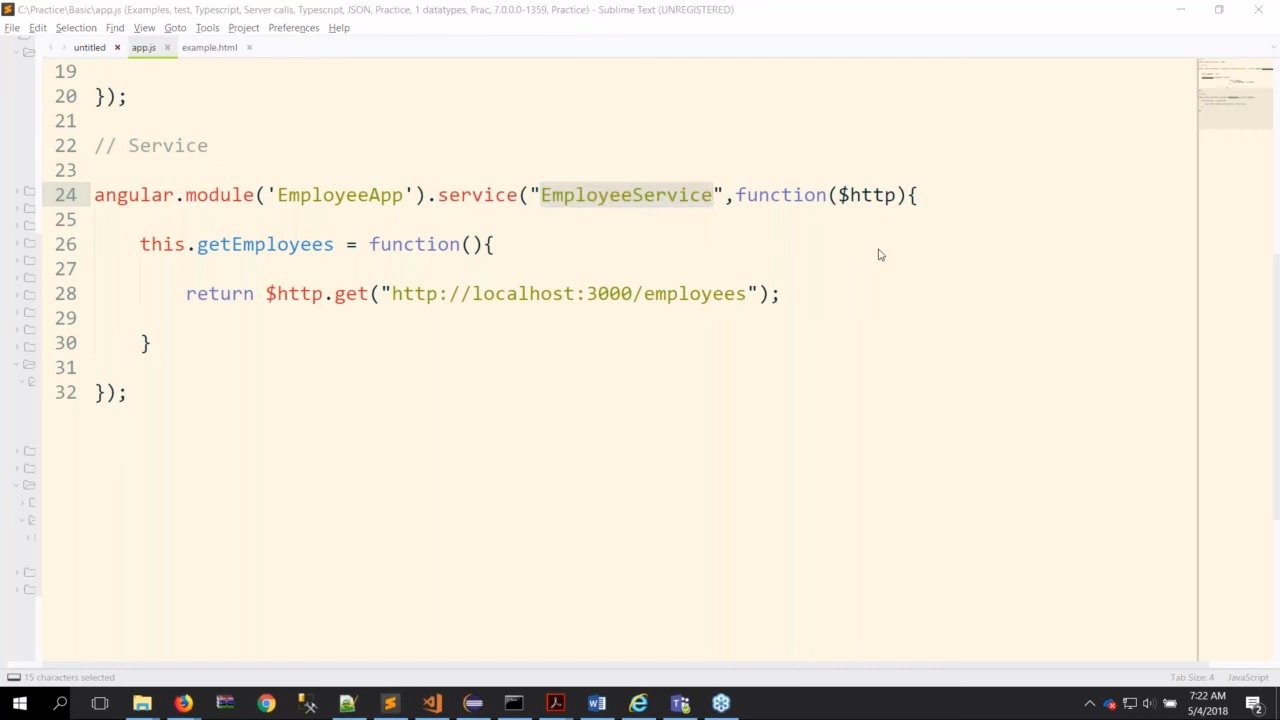 C:\Practice\Basic\app.js (Examples, test, Typescript, Server calls, Typescript, JSON, Practice, 1 datatypes, Prac, 7.0.0.0-1359, Practice) - Sublime Text (UNREGISTERED)
File Edit Selection Find View Goto Tools Project Preferences Help
untitled app.js example.html
19
20 });
21
22 // Service
23
24 angular.module('EmployeeApp').service("EmployeeService",function($http){
25
26 this.getEmployees = function(){
27
28 return $http.get("http://localhost:3000/employees");
29
30 }
31
32 });
15 characters selected Tab Size: 4 JavaScript
7:22 AM
5/4/2018
2